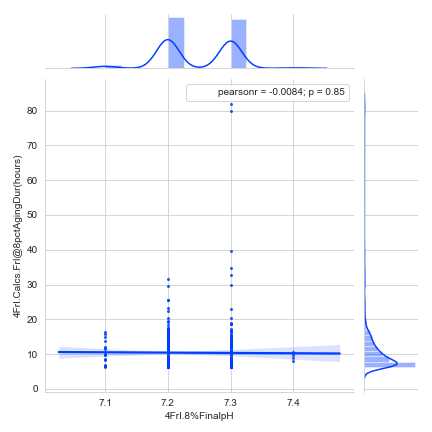 pearsonr = -0.0084; p = 0.85
80
70
60
50
40
30
20
10
0
4Frl.Calcs.Frl@8pctAgingDur(hours)
7.1 7.2 7.3 7.4
4Frl.8%FinalpH